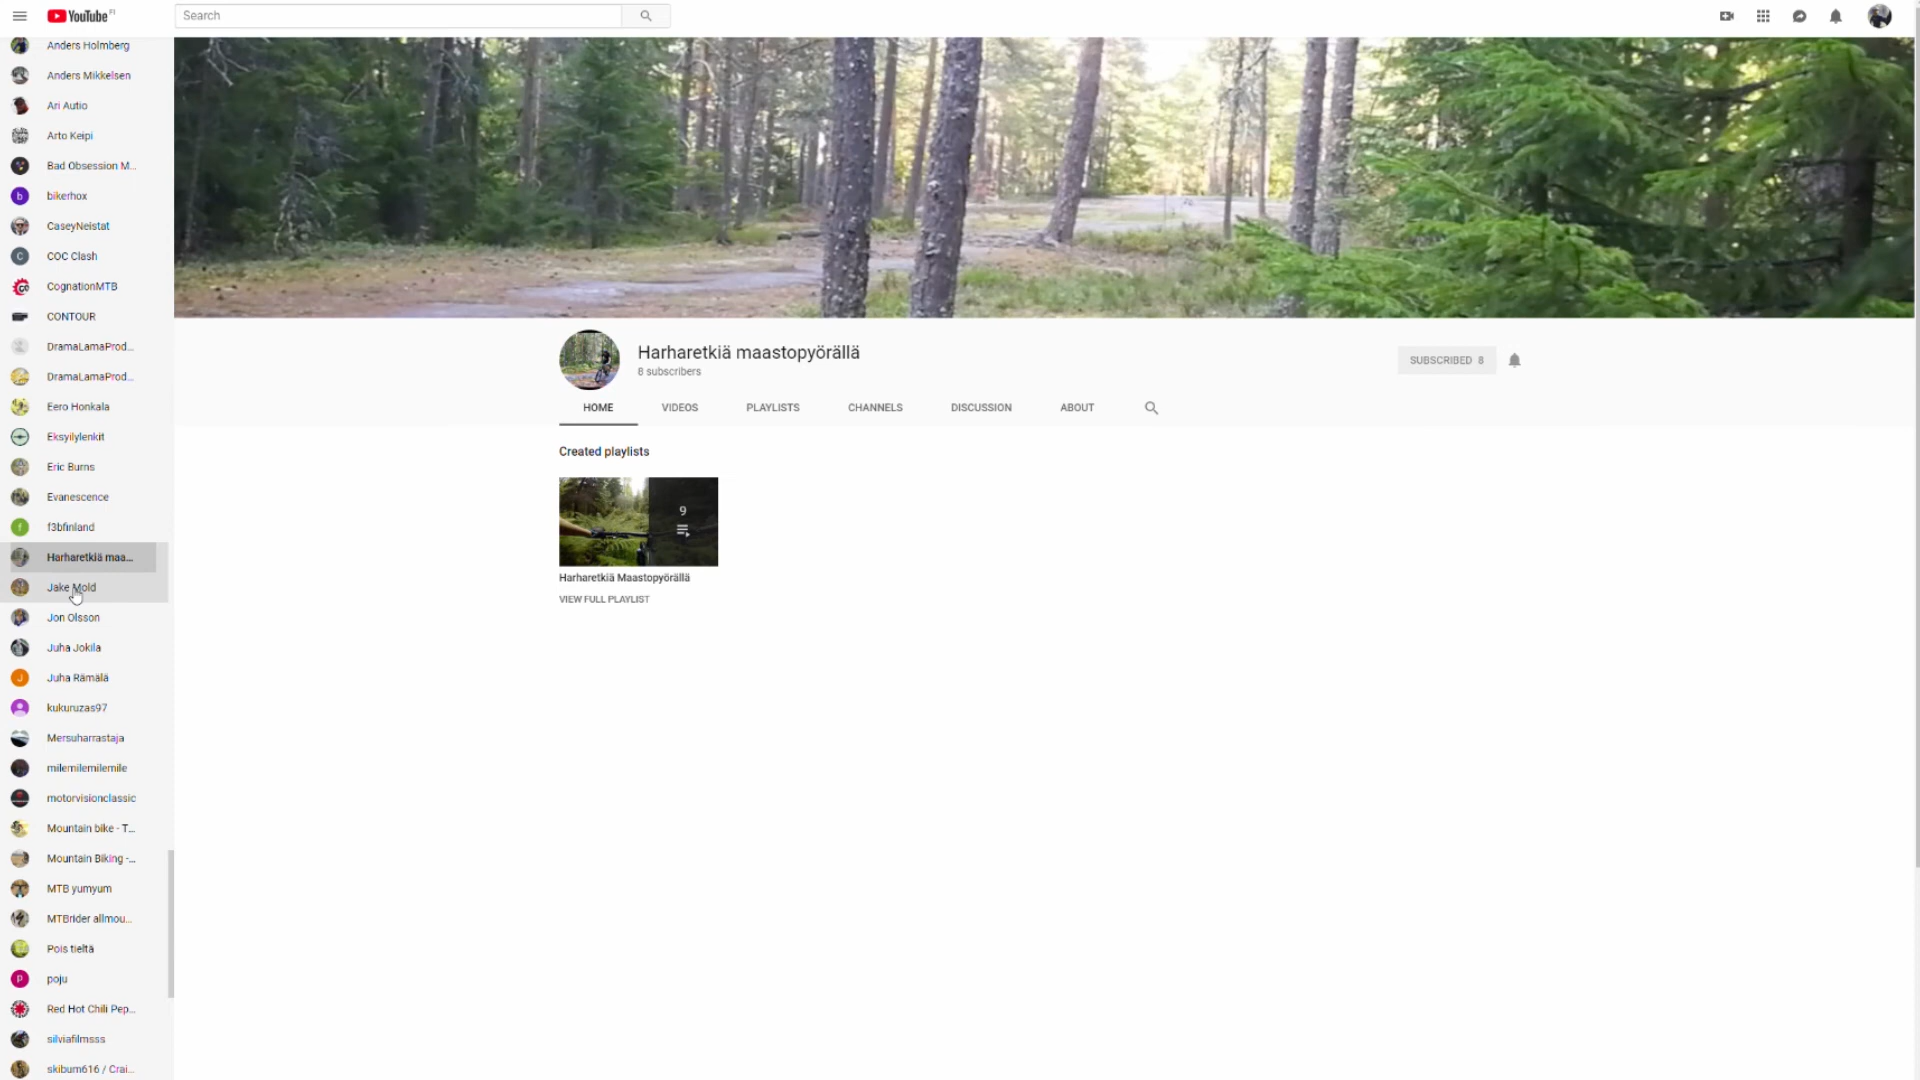 YouTube FI
Search
Anders Holmberg
Anders Mikkelsen
Ari Autio
Arto Keipi
Bad Obsession M...
b bikerhox
CaseyNeistat
C COC Clash
CognationMTB
CONTOUR
DramaLamaProd...
DramaLamaProd...
Eero Honkala
Eksyilylenkit
Eric Burns
Evanescence
f f3bfinland
Harharetkiä maa...
Jake Mold
Jon Olsson
Juha Jokila
J Juha Rämälä
kukuruzas97
Mersuharrastaja
milemilemilemile
motorvisionclassic
Mountain bike - T...
Mountain Biking -...
MTB yumyum
MTBrider allmou...
Pois tieltä
P poju
Red Hot Chili Pep...
silviafilmsss
skibum616 / Crai...
Harharetkiä maastopyörällä
8 subscribers
SUBSCRIBED 8
HOME VIDEOS PLAYLISTS CHANNELS DISCUSSION ABOUT
Created playlists
9
Harharetkiä Maastopyörällä
VIEW FULL PLAYLIST